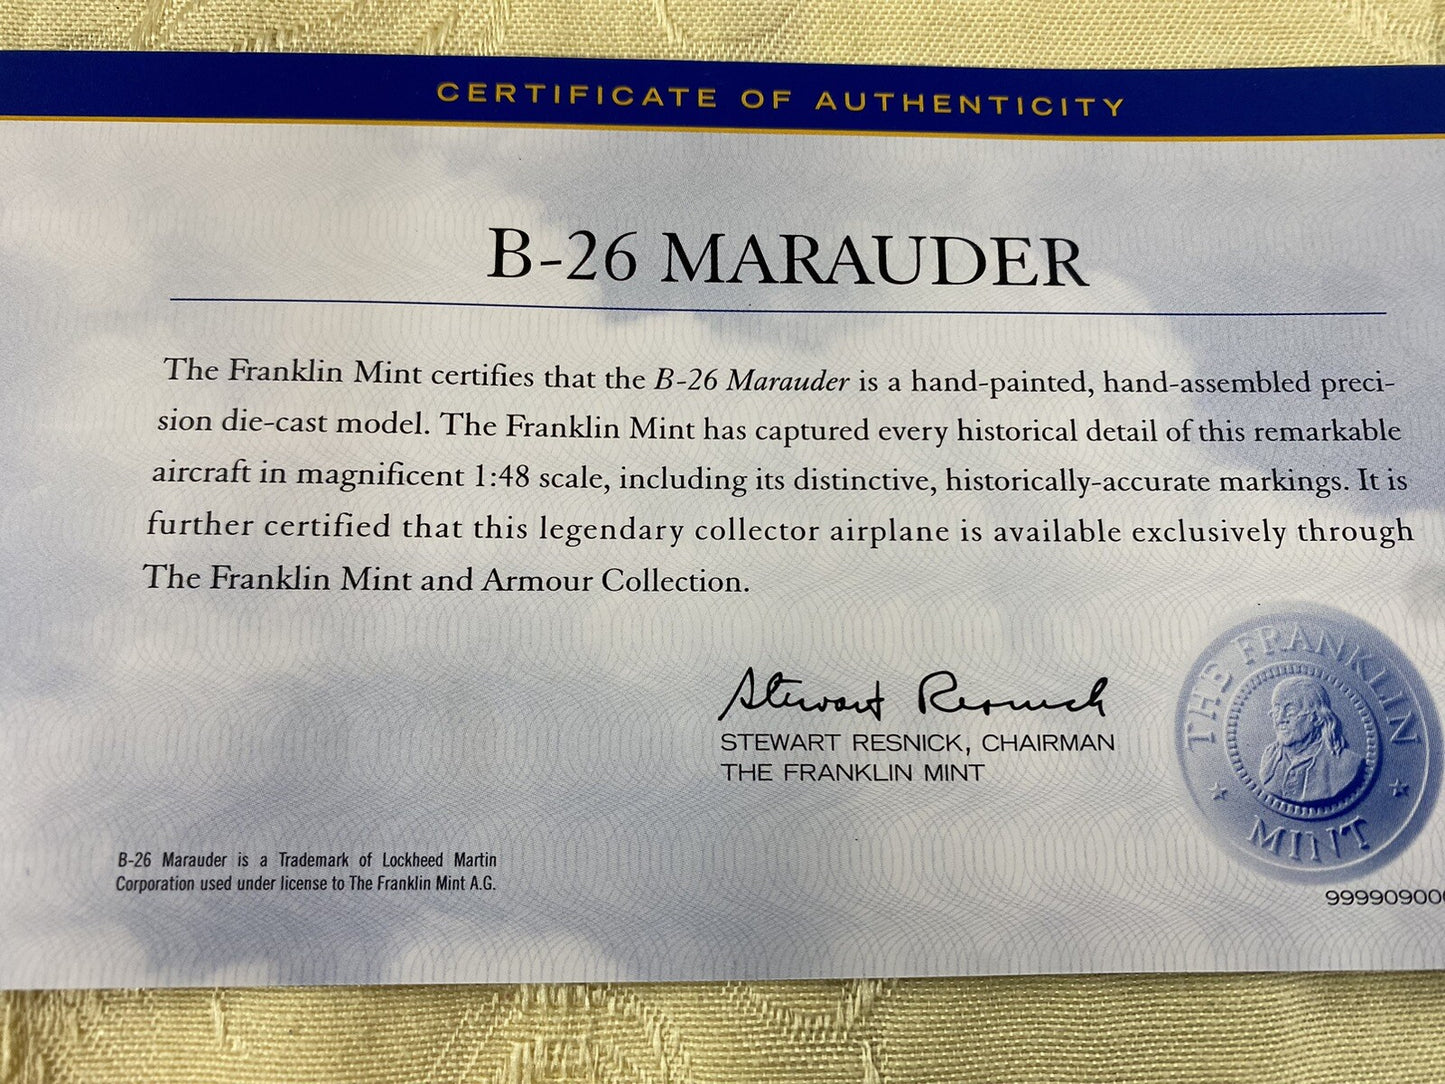 CERTIFICATE OF AUTHENTICITY
B-26 MARAUDER
The Franklin Mint certifies that the B-26 Marauder is a hand-painted, hand-assembled preci-
sion die-cast model. The Franklin Mint has captured every historical detail of this remarkable
aircraft in magnificent 1:48 scale, including its distinctive, historically-accurate markings. It is
further certified that this legendary collector airplane is available exclusively through
The Franklin Mint and Armour Collection.
Stewart Resnick
STEWART RESNICK, CHAIRMAN
THE FRANKLIN MINT
THE FRANKLIN
MINT
B-26 Marauder is a Trademark of Lockheed Martin
Corporation used under license to The Franklin Mint A.G.